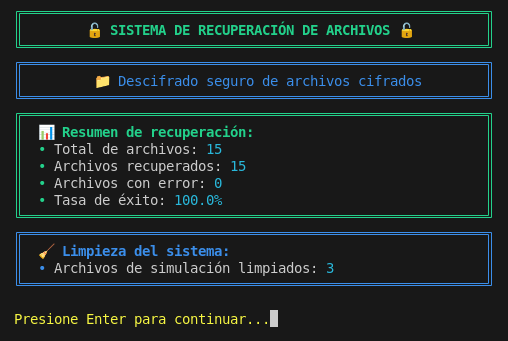 🔓 SISTEMA DE RECUPERACIÓN DE ARCHIVOS 🔓
📁 Descifrado seguro de archivos cifrados
📊 Resumen de recuperación:
• Total de archivos: 15
• Archivos recuperados: 15
• Archivos con error: 0
• Tasa de éxito: 100.0%
🧹 Limpieza del sistema:
• Archivos de simulación limpiados: 3
Presione Enter para continuar...